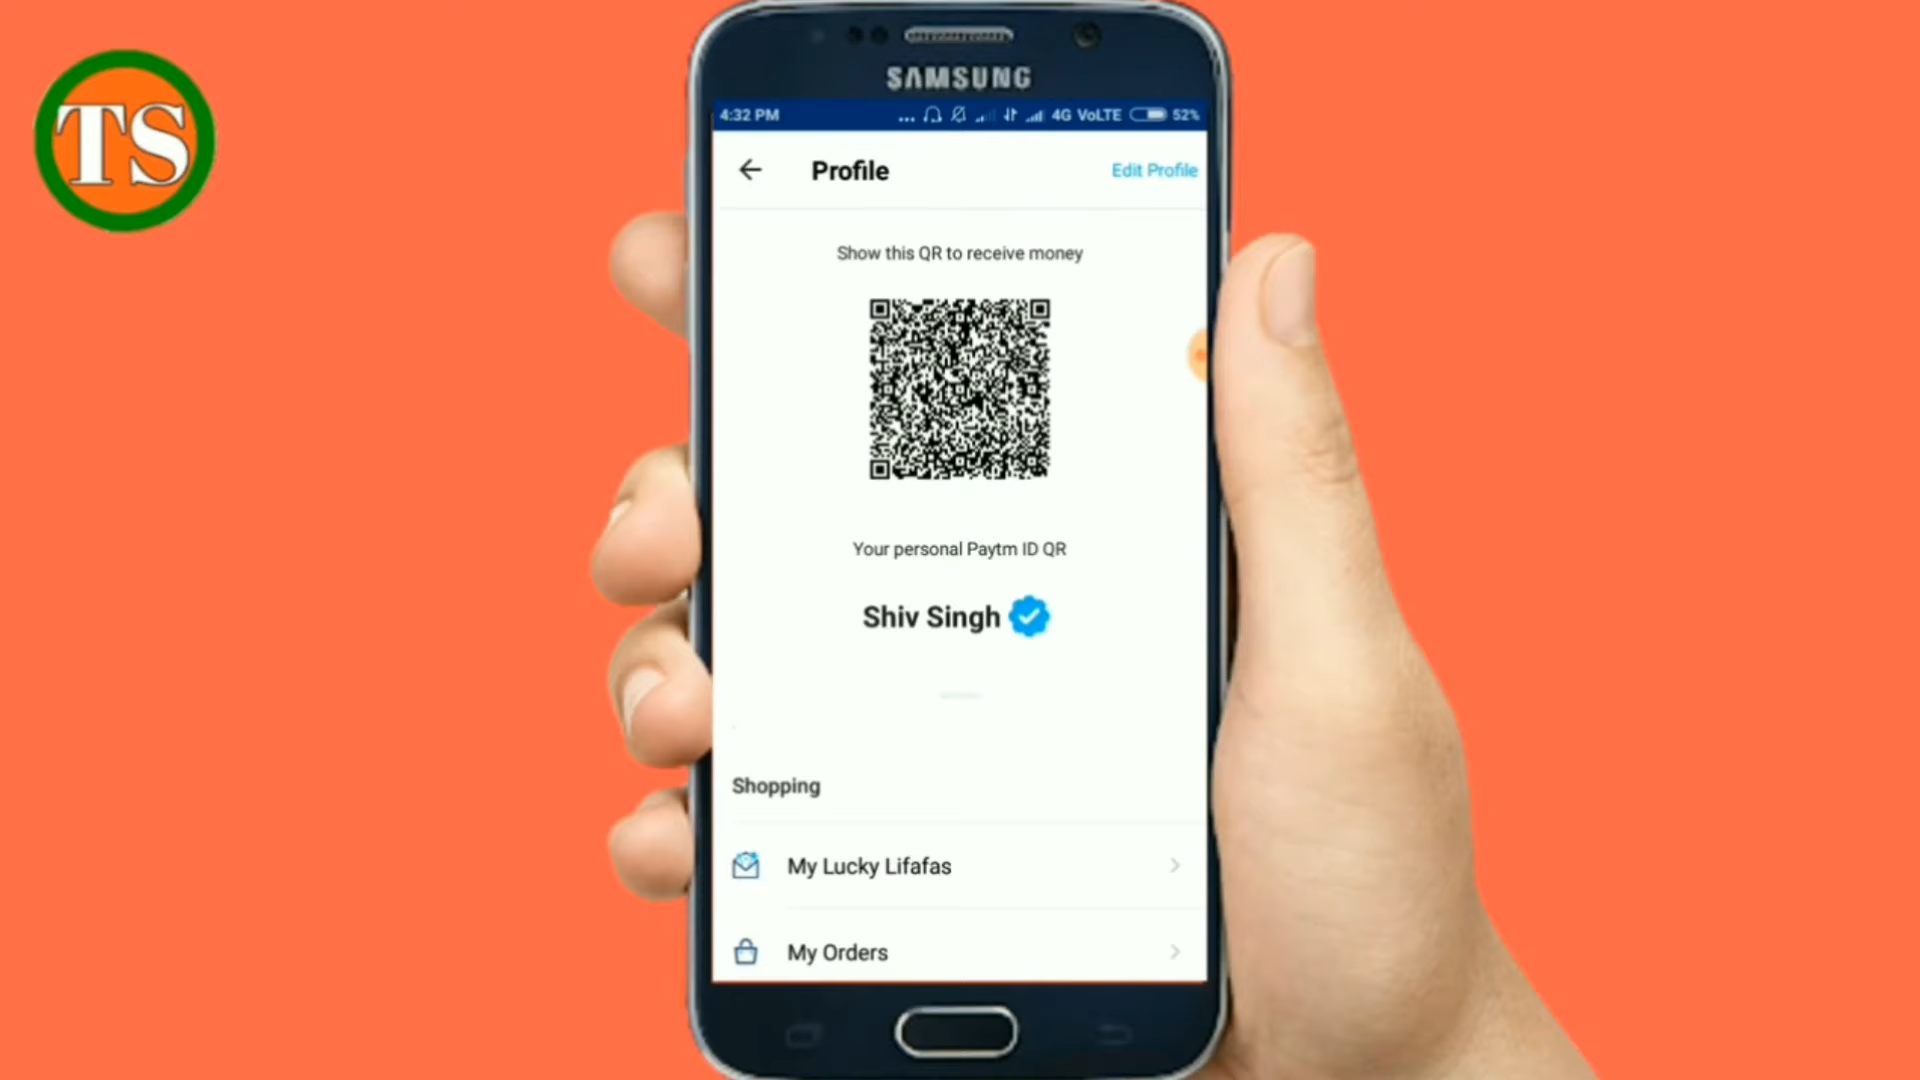 TS
SAMSUNG
4:32 PM ... 4G VoLTE 52%
Profile
Edit Profile
Show this QR to receive money
Your personal Paytm ID QR
Shiv Singh
Shopping
My Lucky Lifafas
My Orders